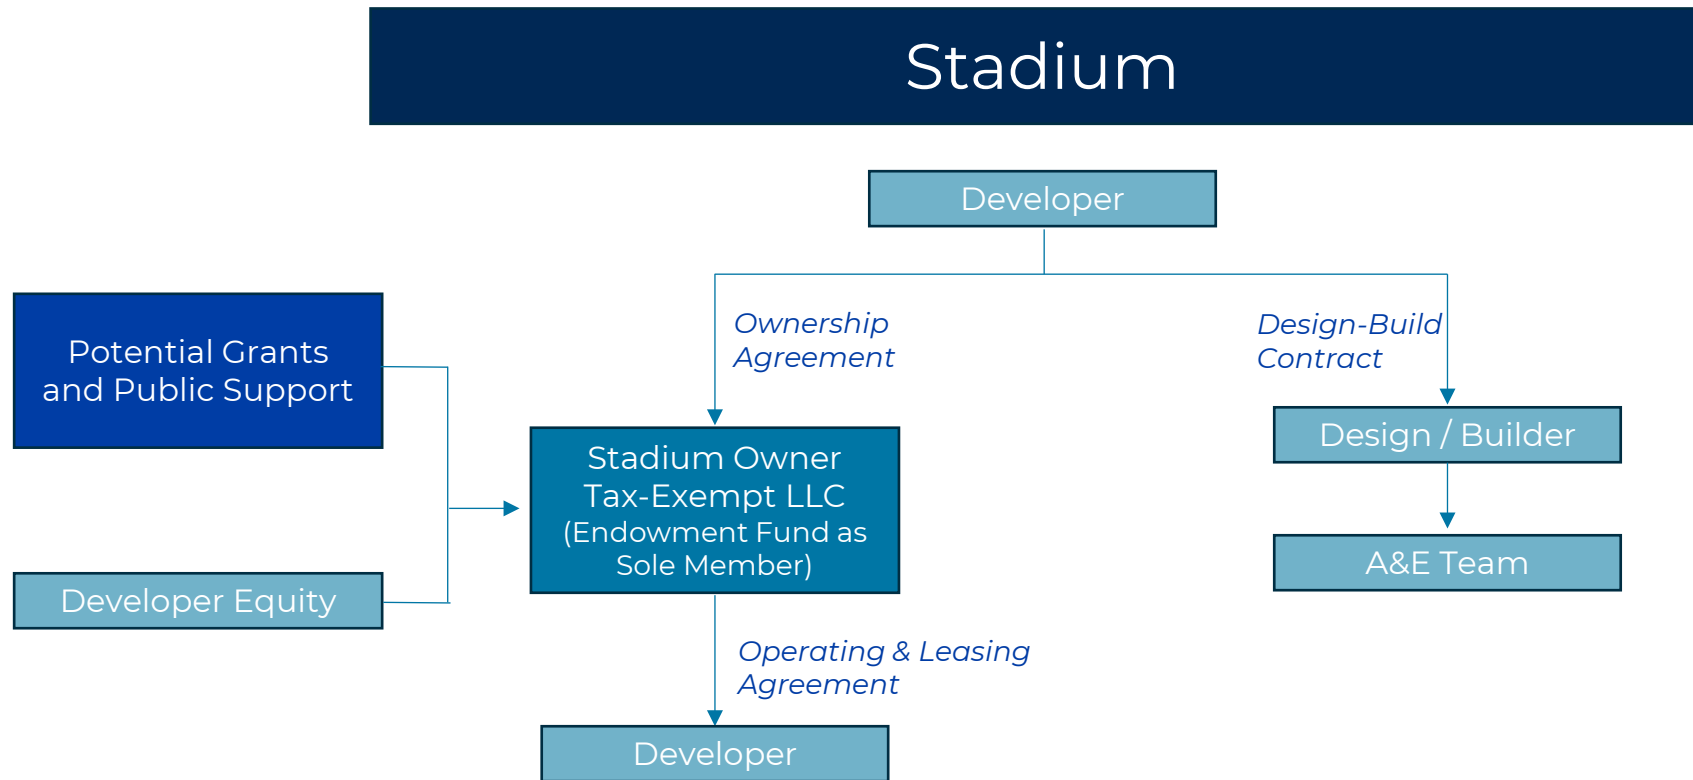 Stadium
Developer
Ownership
Agreement
Design-Build
Contract
Potential Grants
and Public Support
Design / Builder
Stadium Owner
Tax-Exempt LLC
(Endowment Fund as
Sole Member)
A&E Team
Developer Equity
Operating & Leasing
Agreement
Developer